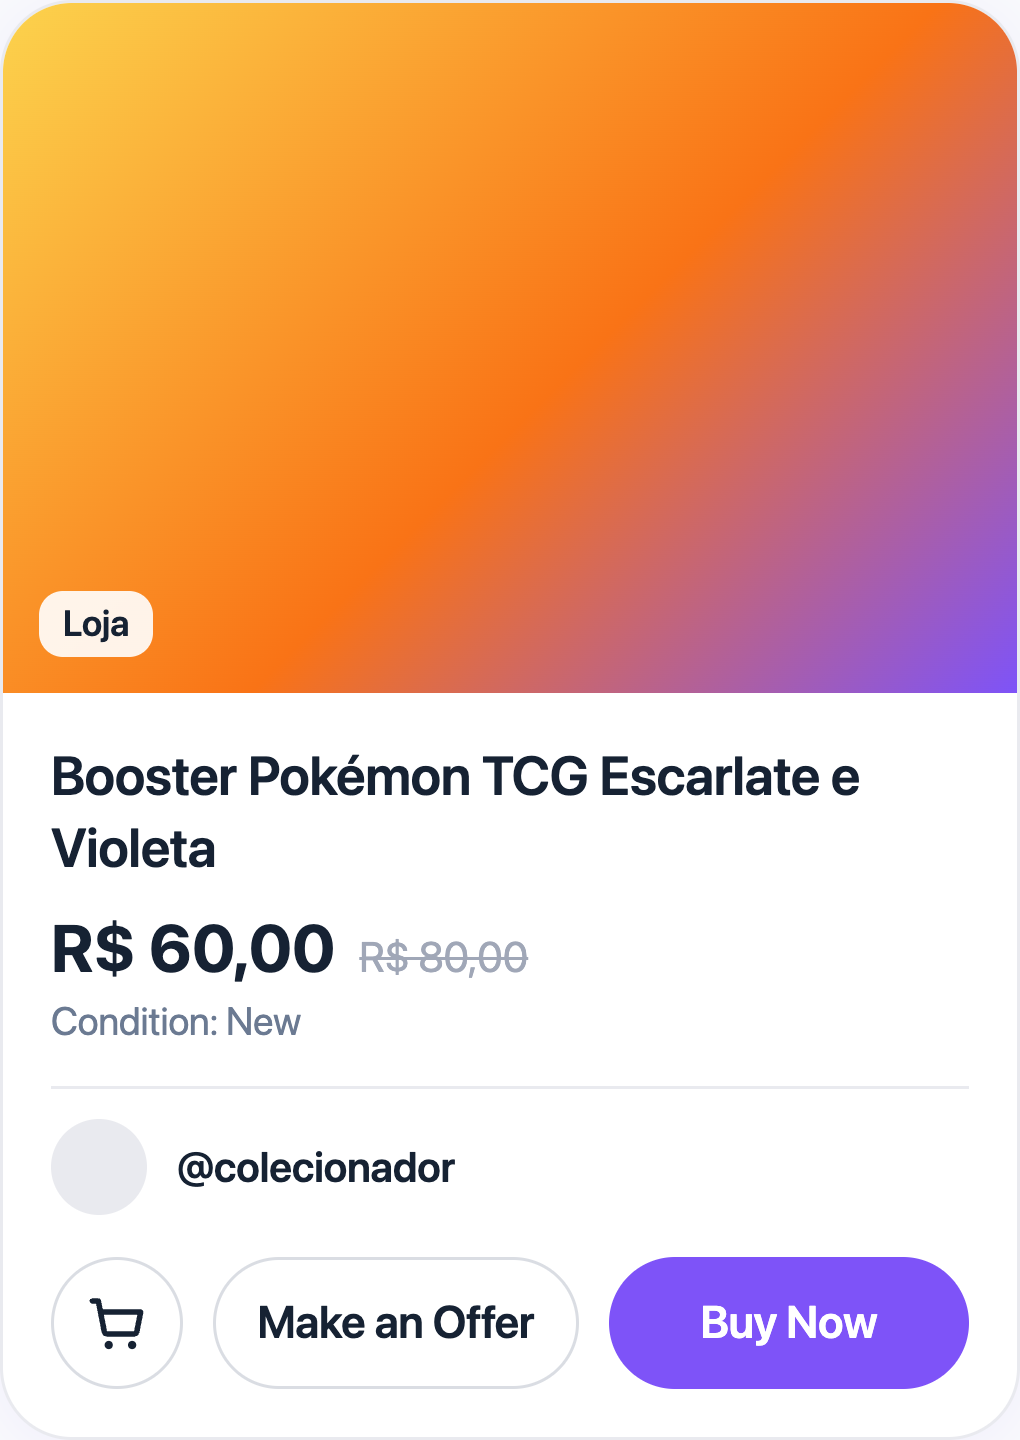 Loja
Booster Pokémon TCG Escarlate e
Violeta
R$ 60,00 R$ 80,00
Condition: New
@colecionador
Make an Offer
Buy Now